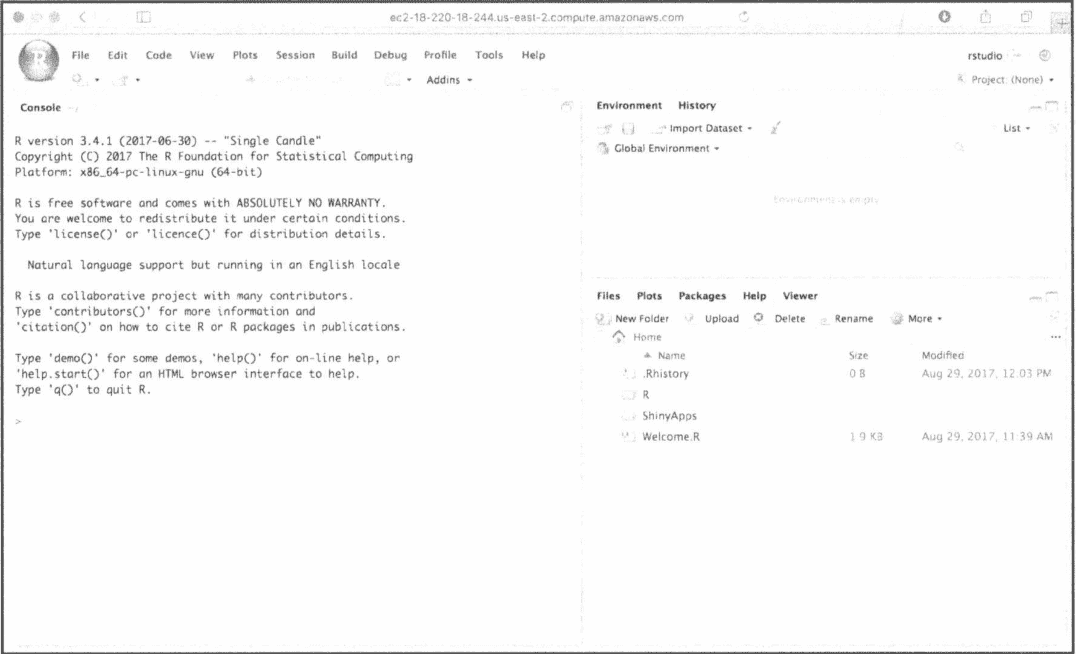 ec2-18-220-18-244.us-east-2.compute.amazonaws.com
R
File Edit Code View Plots Session Build Debug Profile Tools Help
rstudio
Addins
Project: (None)
Console
R version 3.4.1 (2017-06-30) -- "Single Candle"
Copyright (C) 2017 The R Foundation for Statistical Computing
Platform: x86_64-pc-linux-gnu (64-bit)
R is free software and comes with ABSOLUTELY NO WARRANTY.
You are welcome to redistribute it under certain conditions.
Type 'license()' or 'licence()' for distribution details.
Natural language support but running in an English locale
R is a collaborative project with many contributors.
Type 'contributors()' for more information and
'citation()' on how to cite R or R packages in publications.
Type 'demo()' for some demos, 'help()' for on-line help, or
'help.start()' for an HTML browser interface to help.
Type 'q()' to quit R.
>
Environment History
Import Dataset List
Global Environment
Environment is empty
Files Plots Packages Help Viewer
New Folder Upload Delete Rename More
Home ...
Name Size Modified
.Rhistory 0 B Aug 29, 2017, 12:03 PM
R
ShinyApps
Welcome.R 1.9 KB Aug 29, 2017, 11:39 AM